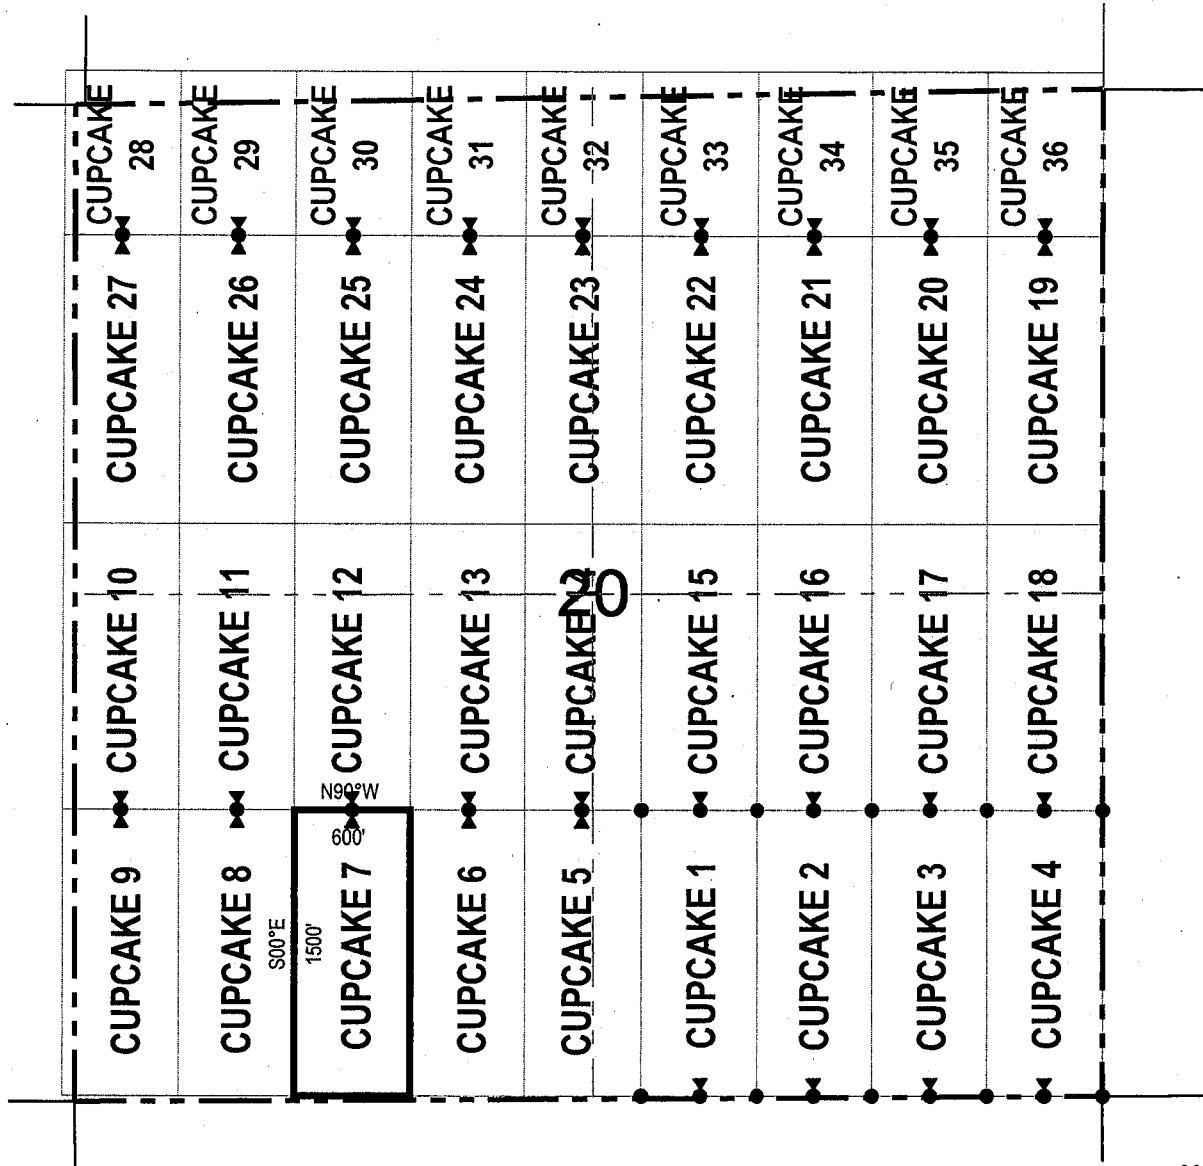 CUPCAKE
28
CUPCAKE
29
CUPCAKE
30
CUPCAKE
31
CUPCAKE
32
CUPCAKE
33
CUPCAKE
34
CUPCAKE
35
CUPCAKE
36
CUPCAKE 27
CUPCAKE 26
CUPCAKE 25
CUPCAKE 24
CUPCAKE 23
CUPCAKE 22
CUPCAKE 21
CUPCAKE 20
CUPCAKE 19
CUPCAKE 10
CUPCAKE 11
CUPCAKE 12
CUPCAKE 13
CUPCAKE
20
CUPCAKE 15
CUPCAKE 16
CUPCAKE 17
CUPCAKE 18
N90°W
600'
CUPCAKE 9
CUPCAKE 8
S00°E
1500'
CUPCAKE 7
CUPCAKE 6
CUPCAKE 5
CUPCAKE 1
CUPCAKE 2
CUPCAKE 3
CUPCAKE 4